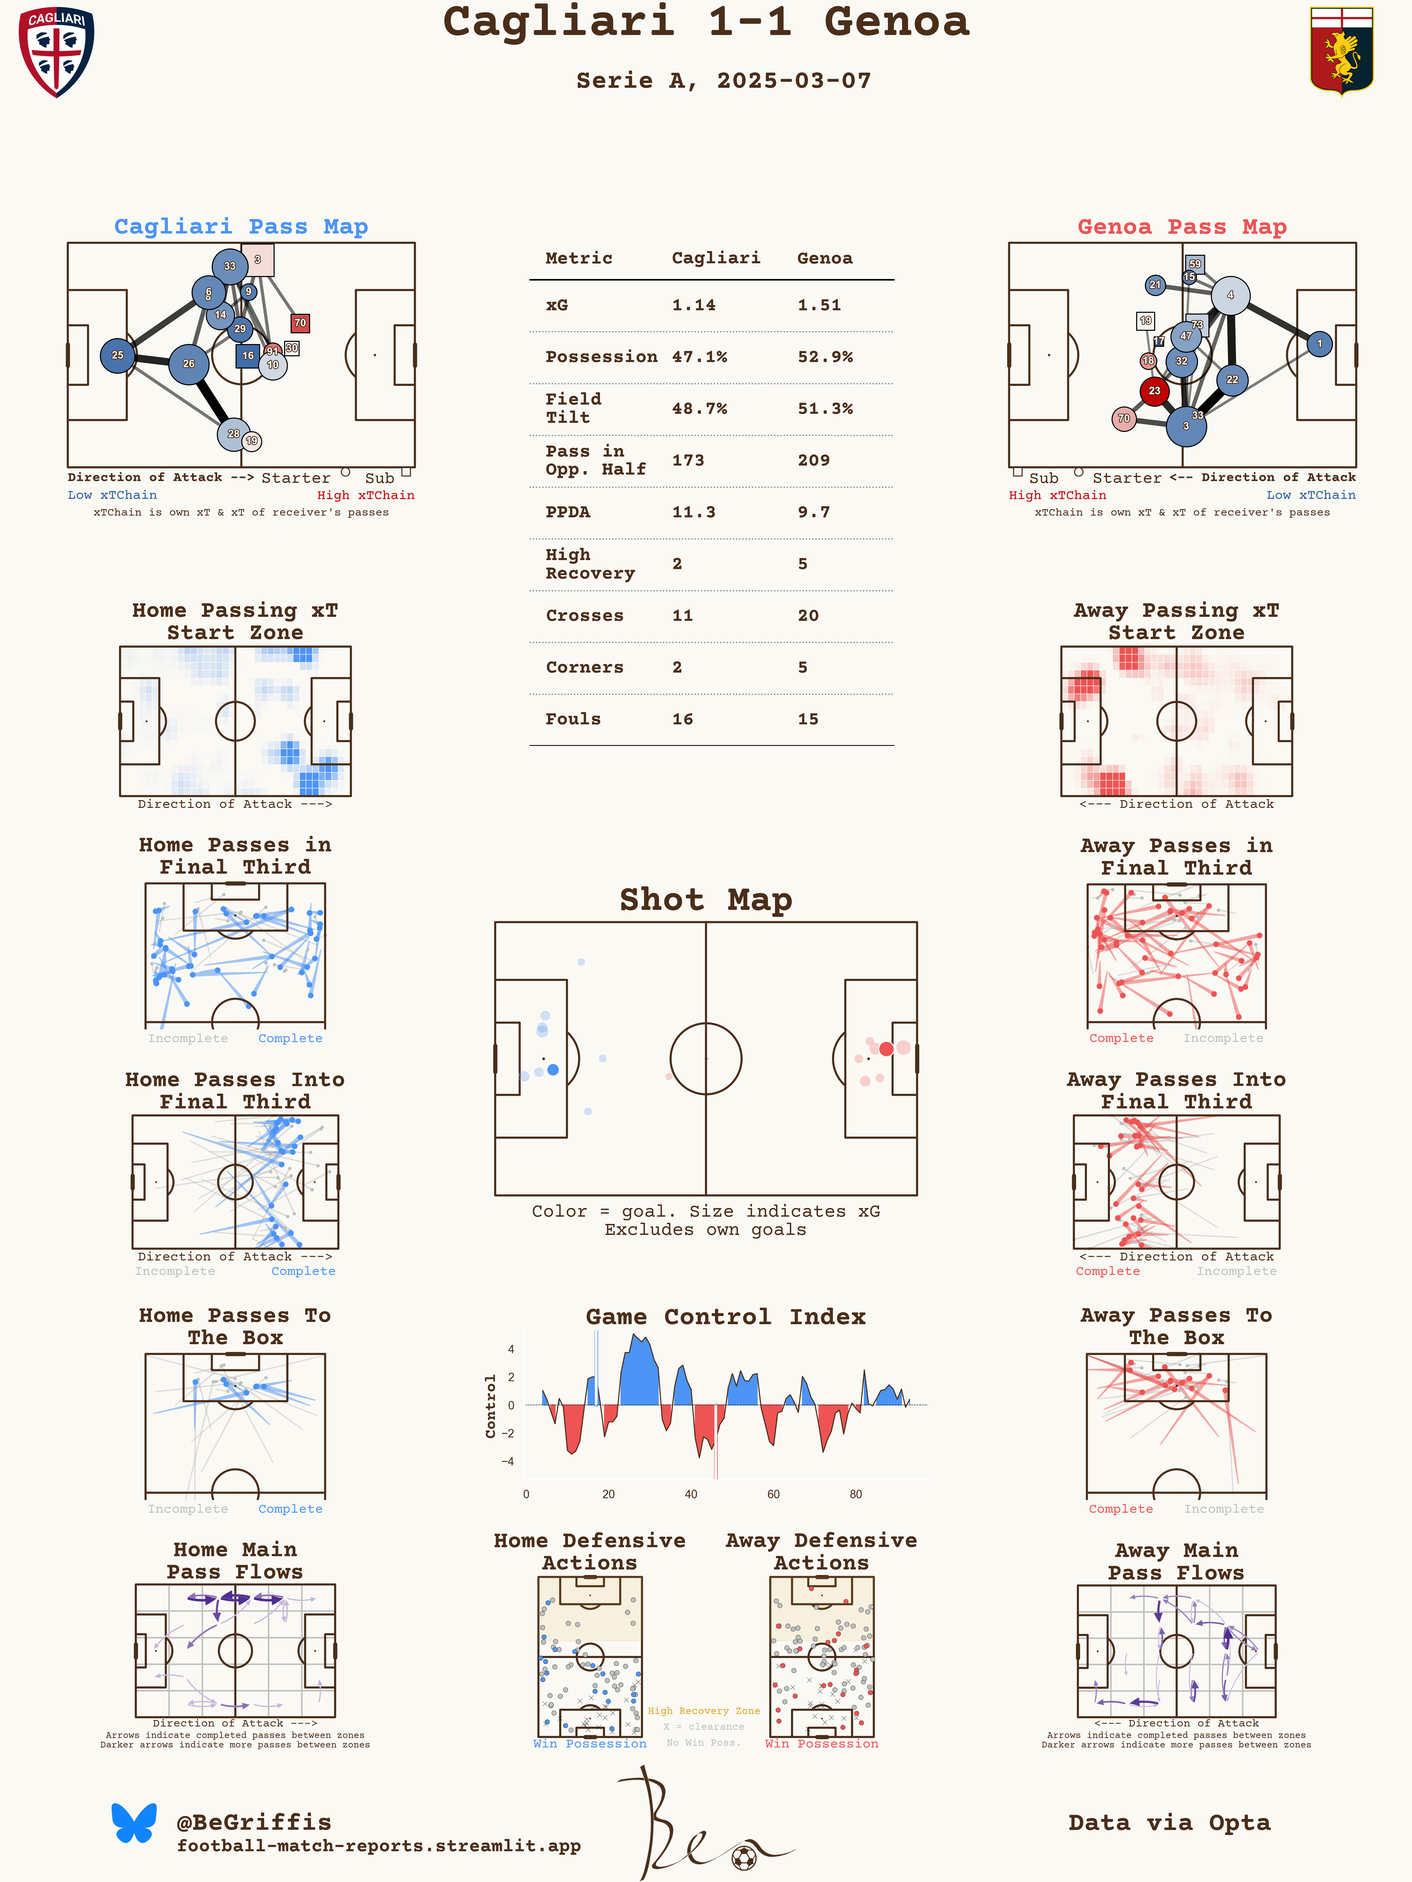 Cagliari 1-1 Genoa
Serie A, 2025-03-07
CAGLIARI
Cagliari Pass Map
33
3
6
8
9
14
29
70
25
26
16
91
30
10
28
19
Direction of Attack --> Starter Sub
Low xTChain High xTChain
xTChain is own xT & xT of receiver's passes
Metric Cagliari Genoa
xG 1.14 1.51
Possession 47.1% 52.9%
Field
Tilt 48.7% 51.3%
Pass in
Opp. Half 173 209
PPDA 11.3 9.7
High
Recovery 2 5
Crosses 11 20
Corners 2 5
Fouls 16 15
Genoa Pass Map
59
15
21
4
19
73
17
47
1
18
32
22
23
70
33
3
Sub Starter <-- Direction of Attack
High xTChain Low xTChain
xTChain is own xT & xT of receiver's passes
Home Passing xT
Start Zone
Direction of Attack --->
Away Passing xT
Start Zone
<--- Direction of Attack
Home Passes in
Final Third
Incomplete Complete
Away Passes in
Final Third
Complete Incomplete
Shot Map
Color = goal. Size indicates xG
Excludes own goals
Home Passes Into
Final Third
Direction of Attack --->
Incomplete Complete
Away Passes Into
Final Third
<--- Direction of Attack
Complete Incomplete
Home Passes To
The Box
Incomplete Complete
Game Control Index
Control
4
2
0
−2
−4
0 20 40 60 80
Away Passes To
The Box
Complete Incomplete
Home Main
Pass Flows
Direction of Attack --->
Arrows indicate completed passes between zones
Darker arrows indicate more passes between zones
Home Defensive
Actions
Win Possession
High Recovery Zone
X = clearance
No Win Poss.
Away Defensive
Actions
Win Possession
Away Main
Pass Flows
<--- Direction of Attack
Arrows indicate completed passes between zones
Darker arrows indicate more passes between zones
@BeGriffis
football-match-reports.streamlit.app
Ben
Data via Opta